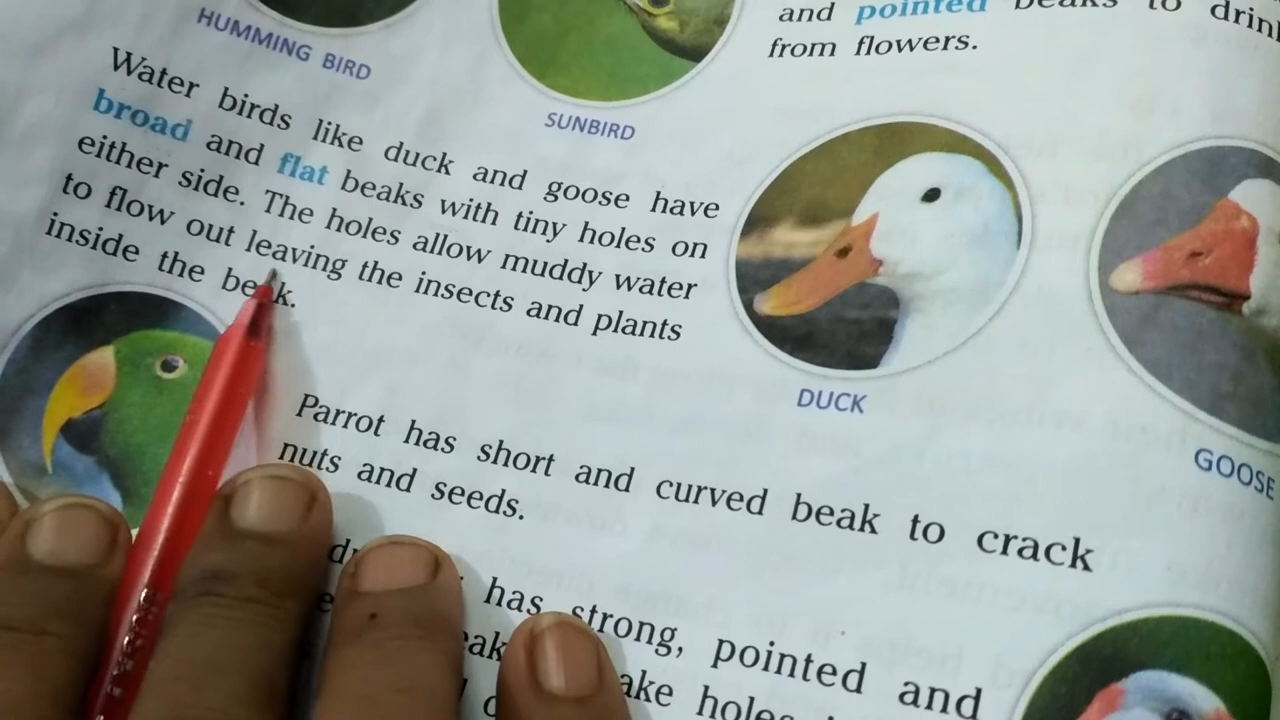 HUMMING BIRD
SUNBIRD
and pointed beaks to drink
from flowers.
Water birds like duck and goose have
broad and flat beaks with tiny holes on
either side. The holes allow muddy water
to flow out leaving the insects and plants
inside the beak.
DUCK
GOOSE
Parrot has short and curved beak to crack
nuts and seeds.
has strong, pointed and
holes